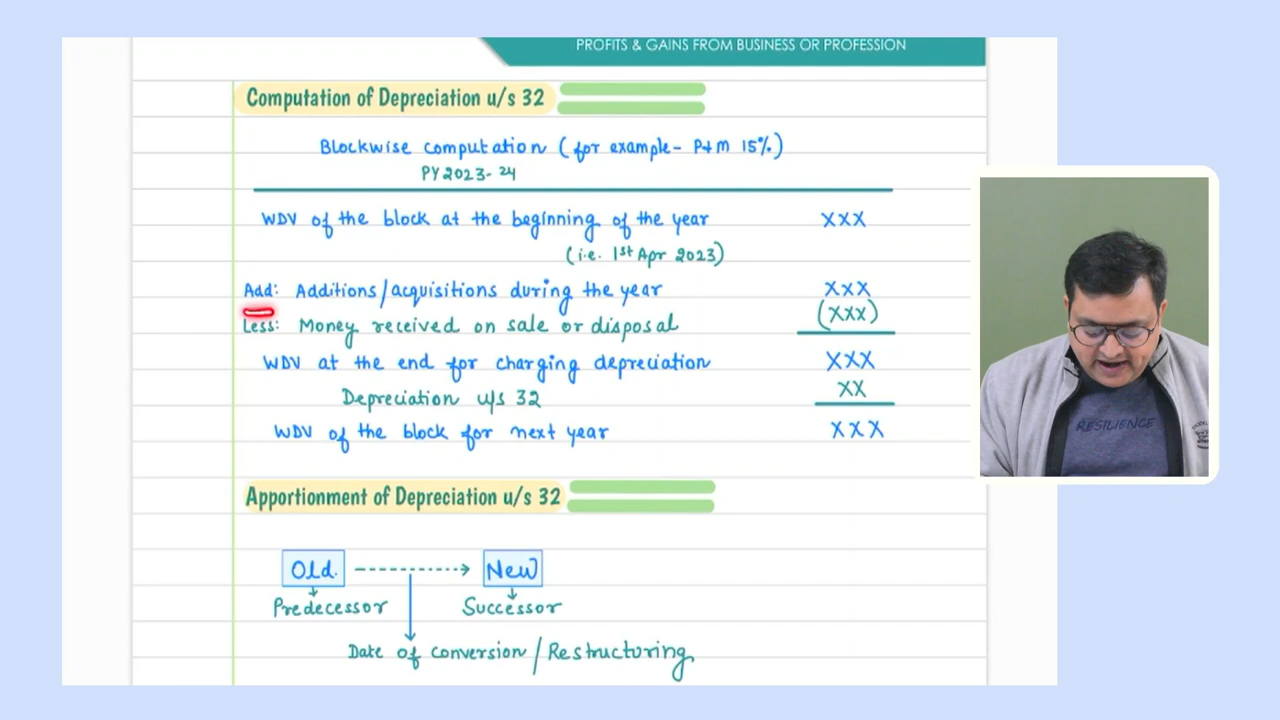 PROFITS & GAINS FROM BUSINESS OR PROFESSION
Computation of Depreciation u/s 32
Blockwise computation (for example- P+M 15%)
PY 2023-24
WDV of the block at the beginning of the year XXX
(i.e. 1st Apr 2023)
Add: Additions/acquisitions during the year XXX
Less: Money received on sale or disposal (XXX)
WDV at the end for charging depreciation XXX
Depreciation u/s 32 XX
WDV of the block for next year XXX
Apportionment of Depreciation u/s 32
Old. New
Predecessor Successor
Date of conversion/Restructuring
RESILIENCE